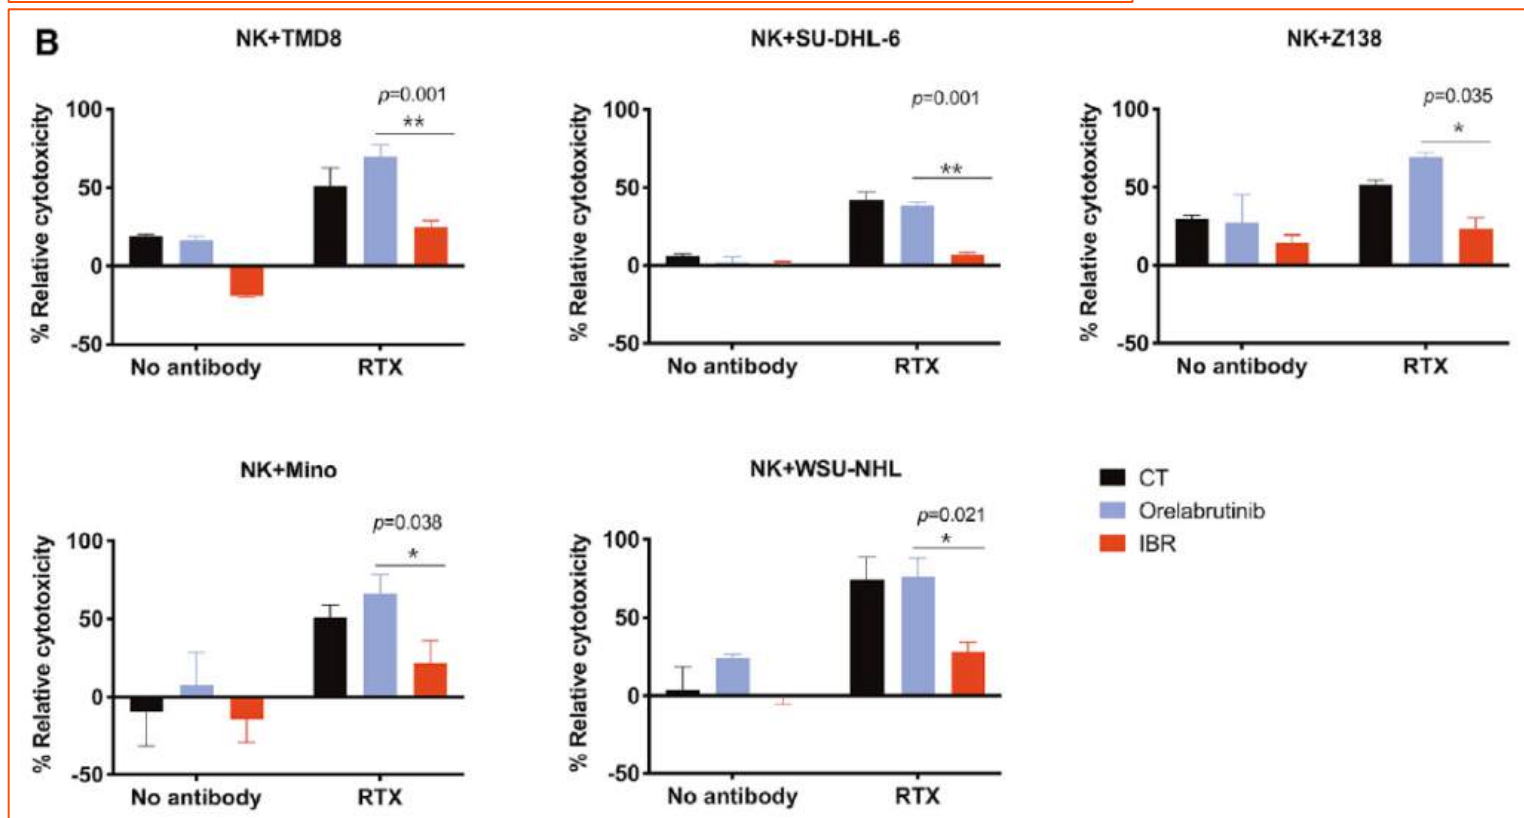 B
NK+TMD8
% Relative cytotoxicity
100
50
0
-50
p=0.001
**
No antibody
RTX
NK+SU-DHL-6
% Relative cytotoxicity
100
50
0
-50
p=0.001
**
No antibody
RTX
NK+Z138
% Relative cytotoxicity
100
50
0
-50
p=0.035
*
No antibody
RTX
NK+Mino
% Relative cytotoxicity
100
50
0
-50
p=0.038
*
No antibody
RTX
NK+WSU-NHL
% Relative cytotoxicity
100
50
0
-50
p=0.021
*
No antibody
RTX
CT
Orelabrutinib
IBR